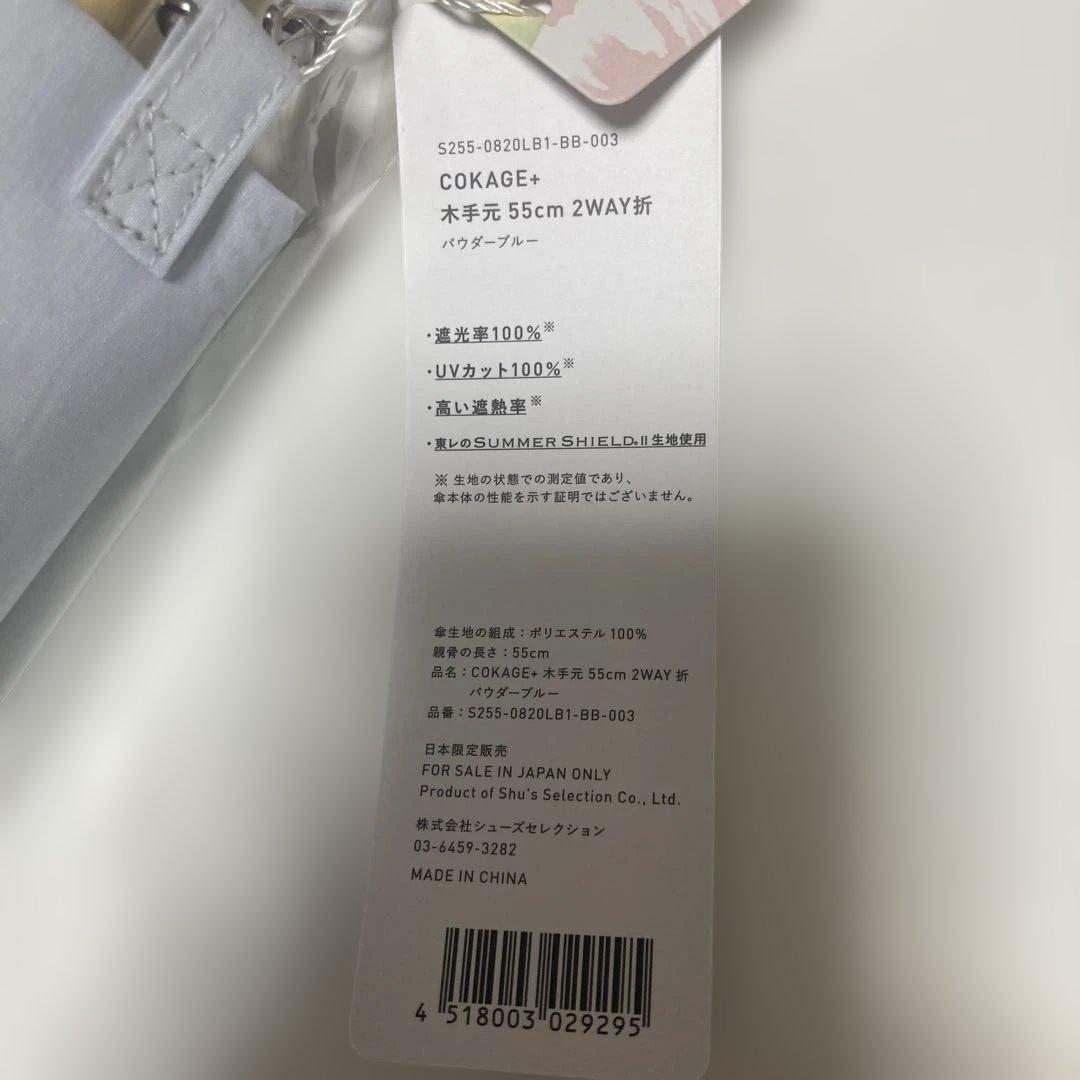 S255-0820LB1-BB-003
COKAGE+
木手元 55cm 2WAY折
パウダーブルー
・遮光率100%※
・UVカット100%※
・高い遮熱率※
・東レのSUMMER SHIELD®II生地使用
※ 生地の状態での測定値であり、
傘本体の性能を示す証明ではございません。
傘生地の組成：ポリエステル 100%
親骨の長さ：55cm
品名：COKAGE+ 木手元 55cm 2WAY 折
パウダーブルー
品番：S255-0820LB1-BB-003
日本限定販売
FOR SALE IN JAPAN ONLY
Product of Shu's Selection Co., Ltd.
株式会社シューズセレクション
03-6459-3282
MADE IN CHINA
4 518003 029295